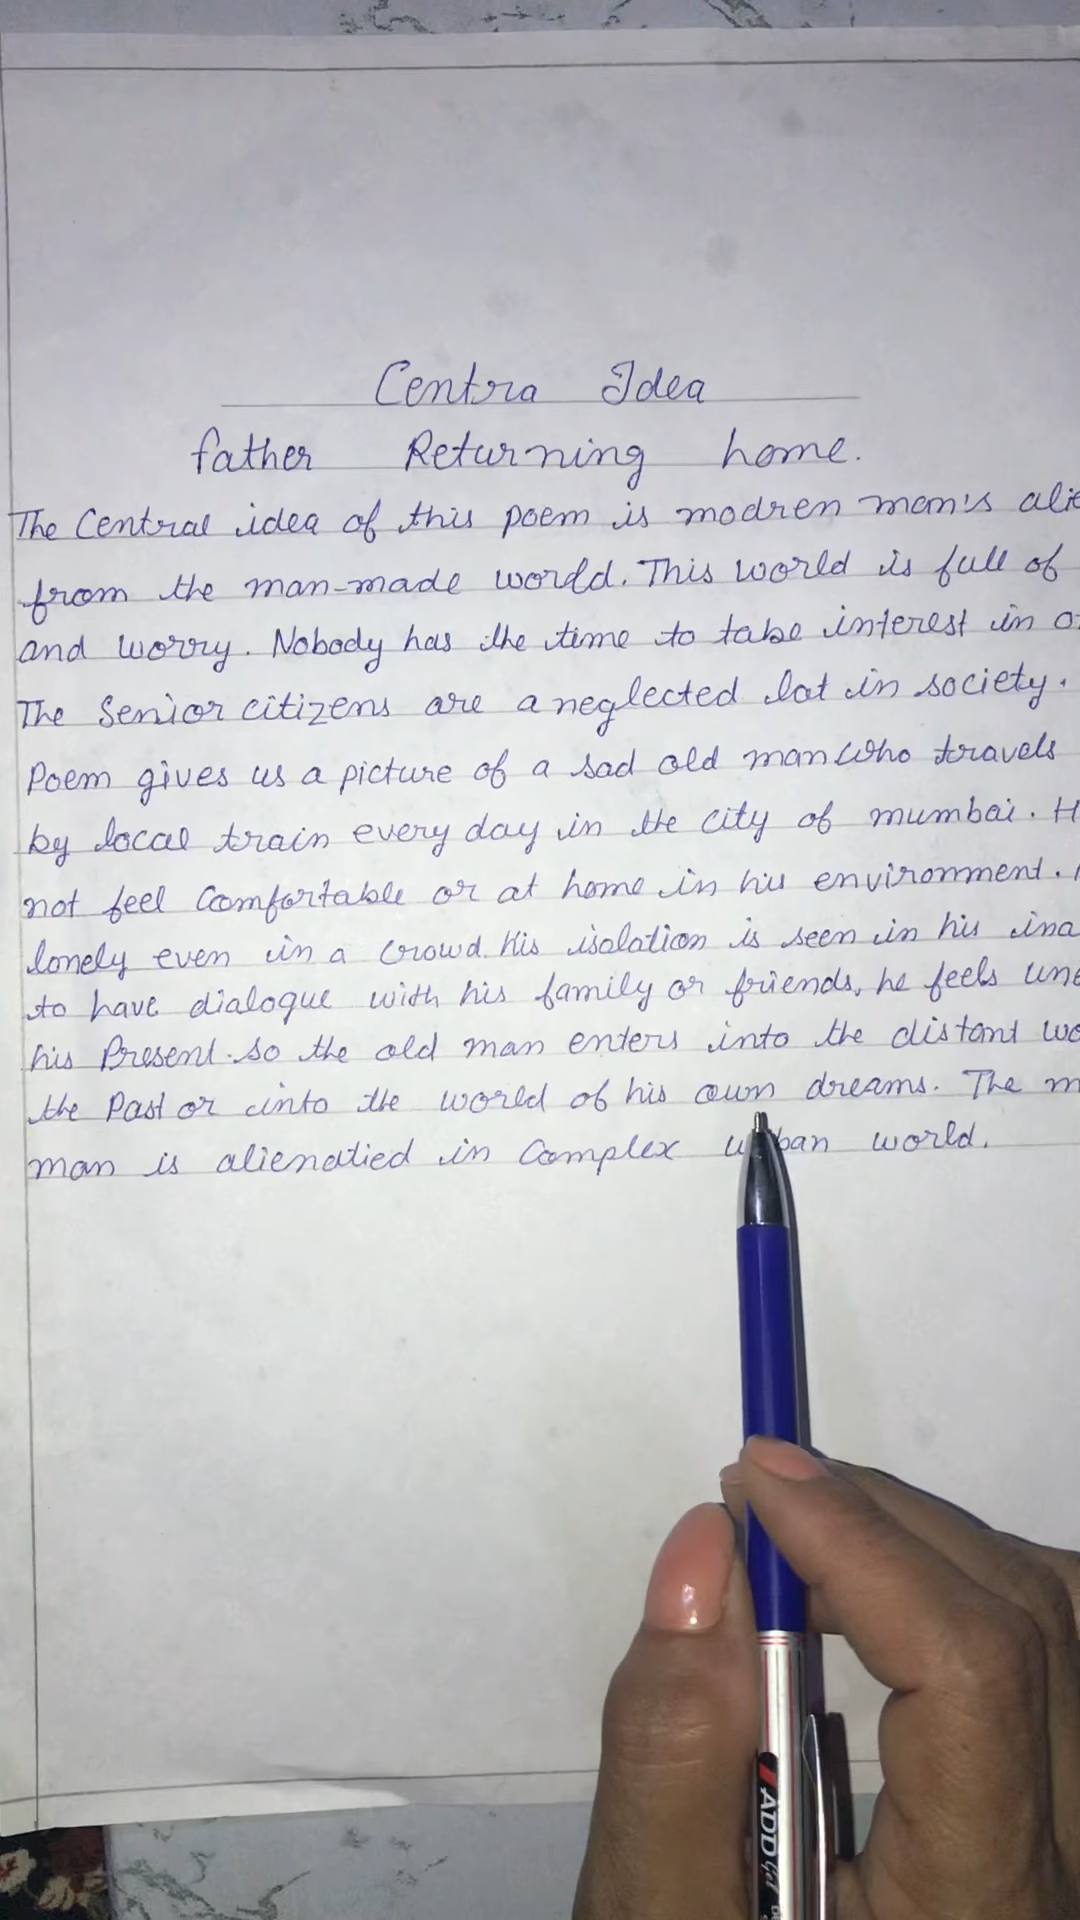 Centra Idea
father Returning home.
The Central idea of this poem is modren man's
from the man-made world. This world is full of
and worry. Nobody has the time to take interest in
The Senior citizens are a neglected lot in society.
Poem gives us a picture of a sad old man who travels
by local train every day in the city of mumbai.
not feel Comfortable or at home in his environment.
lonely even in a crowd. His isolation is seen in his
to have dialogue with his family or friends, he feels
his Present. so the old man enters into the distant
the Past or into the world of his own dreams. The
man is alienatied in Complex urban world.
ADD Gel